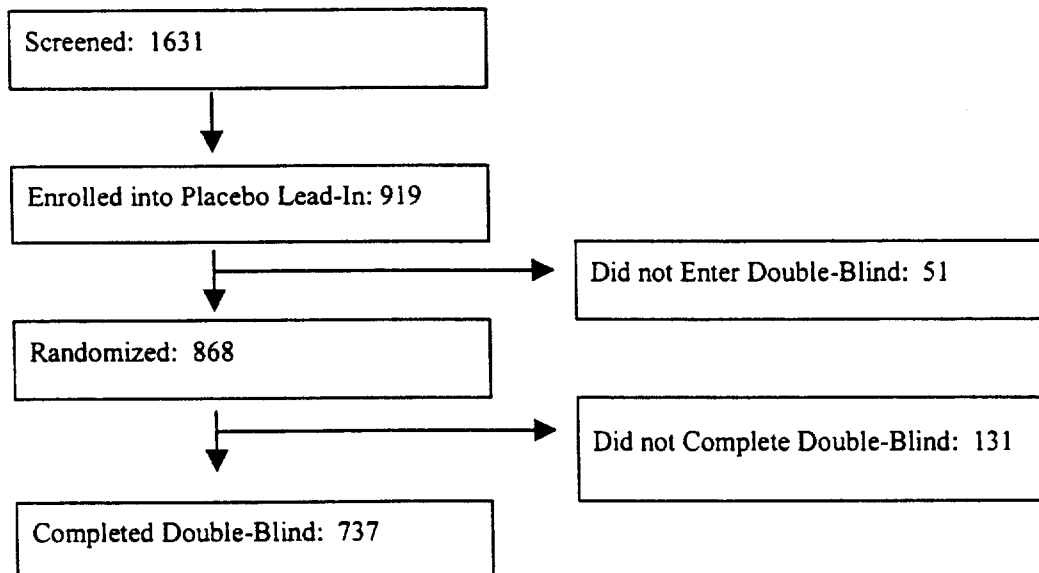 Screened: 1631
Enrolled into Placebo Lead-In: 919
Did not Enter Double-Blind: 51
Randomized: 868
Did not Complete Double-Blind: 131
Completed Double-Blind: 737